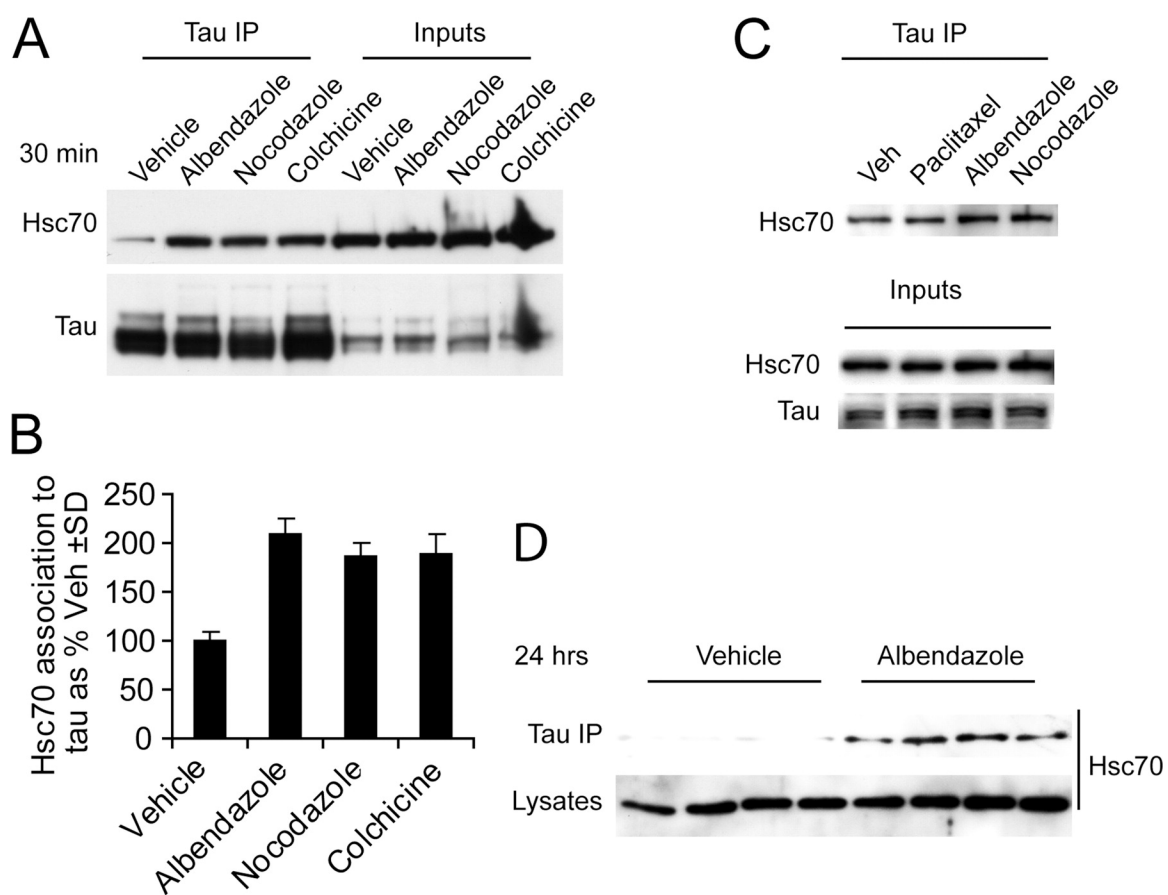 A
Tau IP
Inputs
30 min
Vehicle
Albendazole
Nocodazole
Colchicine
Vehicle
Albendazole
Nocodazole
Colchicine
Hsc70
Tau
C
Tau IP
Veh
Paclitaxel
Albendazole
Nocodazole
Hsc70
Inputs
Hsc70
Tau
B
Hsc70 association to
tau as % Veh ±SD
250
200
150
100
50
0
Vehicle
Albendazole
Nocodazole
Colchicine
D
24 hrs
Vehicle
Albendazole
Tau IP
Lysates
Hsc70